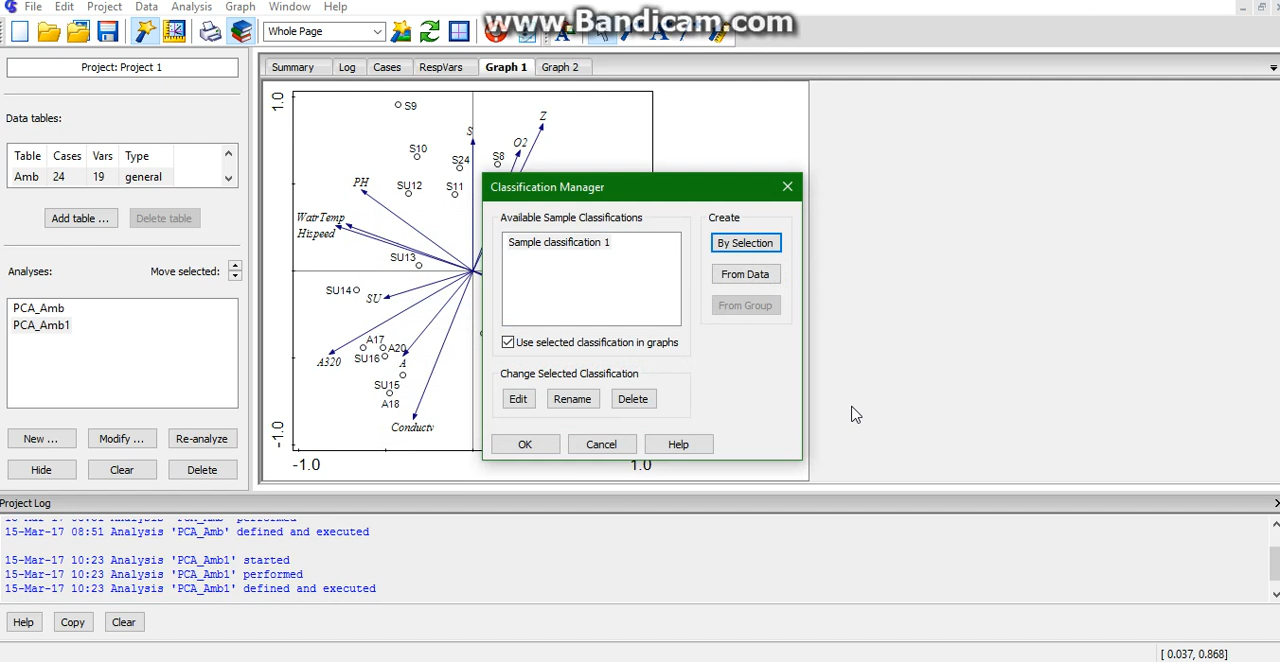 File Edit Project Data Analysis Graph Window Help
www.Bandicam.com
Whole Page
Project: Project 1
Summary Log Cases RespVars Graph 1 Graph 2
Data tables:
Table Cases Vars Type
Amb 24 19 general
Add table ... Delete table
Analyses: Move selected:
PCA_Amb
PCA_Amb1
New ... Modify ... Re-analyze
Hide Clear Delete
1.0
S9
Z
S
O2
S10
S24
S8
PH
SU12
S11
WatrTemp
Hispeed
SU13
SU14
SU
A17
A20
A320
SU16
A
SU15
A18
Conductv
-1.0
-1.0 1.0
Classification Manager
Available Sample Classifications
Sample classification 1
Use selected classification in graphs
Change Selected Classification
Edit Rename Delete
Create
By Selection
From Data
From Group
OK Cancel Help
Project Log
15-Mar-17 08:51 Analysis 'PCA_Amb' defined and executed
15-Mar-17 10:23 Analysis 'PCA_Amb1' started
15-Mar-17 10:23 Analysis 'PCA_Amb1' performed
15-Mar-17 10:23 Analysis 'PCA_Amb1' defined and executed
Help Copy Clear
[ 0.037, 0.868]